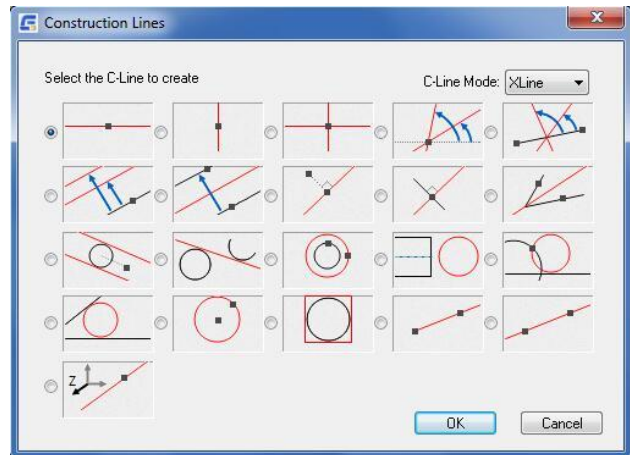 Construction Lines
Select the C-Line to create
C-Line Mode: XLine
Z
OK
Cancel